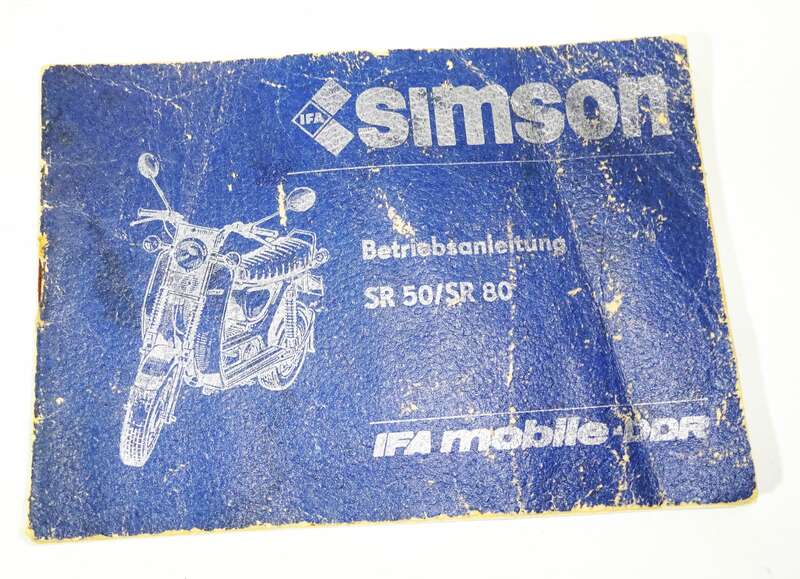 IFA simson
Betriebsanleitung
SR 50/SR 80
IFA mobile-DDR